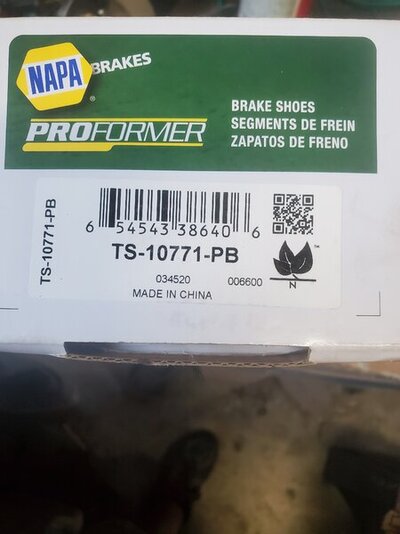 NAPA BRAKES
®
PROFORMER
BRAKE SHOES
SEGMENTS DE FREIN
ZAPATOS DE FRENO
TS-10771-PB
6 54543 38640 6
TS-10771-PB
™
N
034520 006600
MADE IN CHINA